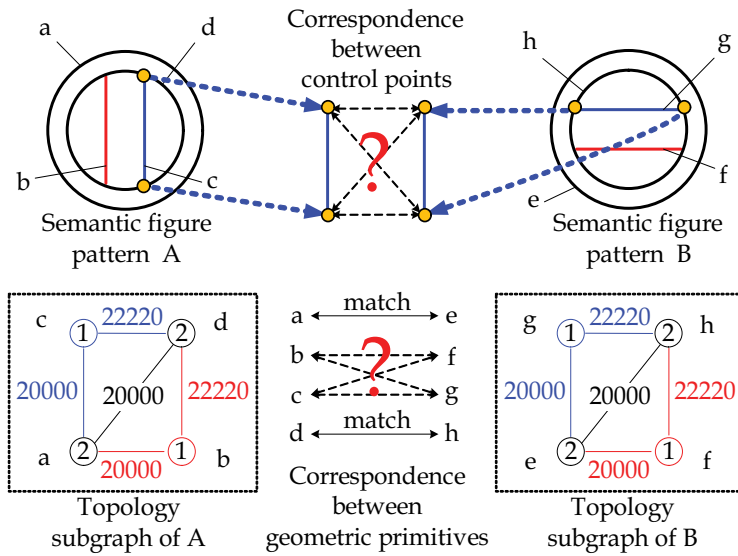 a
d
b
c
Semantic figure
pattern A
Correspondence
between
control points
?
h
g
e
f
Semantic figure
pattern B
c
1
22220
2
d
20000
20000
22220
a
2
20000
1
b
Topology
subgraph of A
a
match
e
b
f
?
c
g
d
match
h
Correspondence
between
geometric primitives
g
1
22220
2
h
20000
20000
22220
e
2
20000
1
f
Topology
subgraph of B